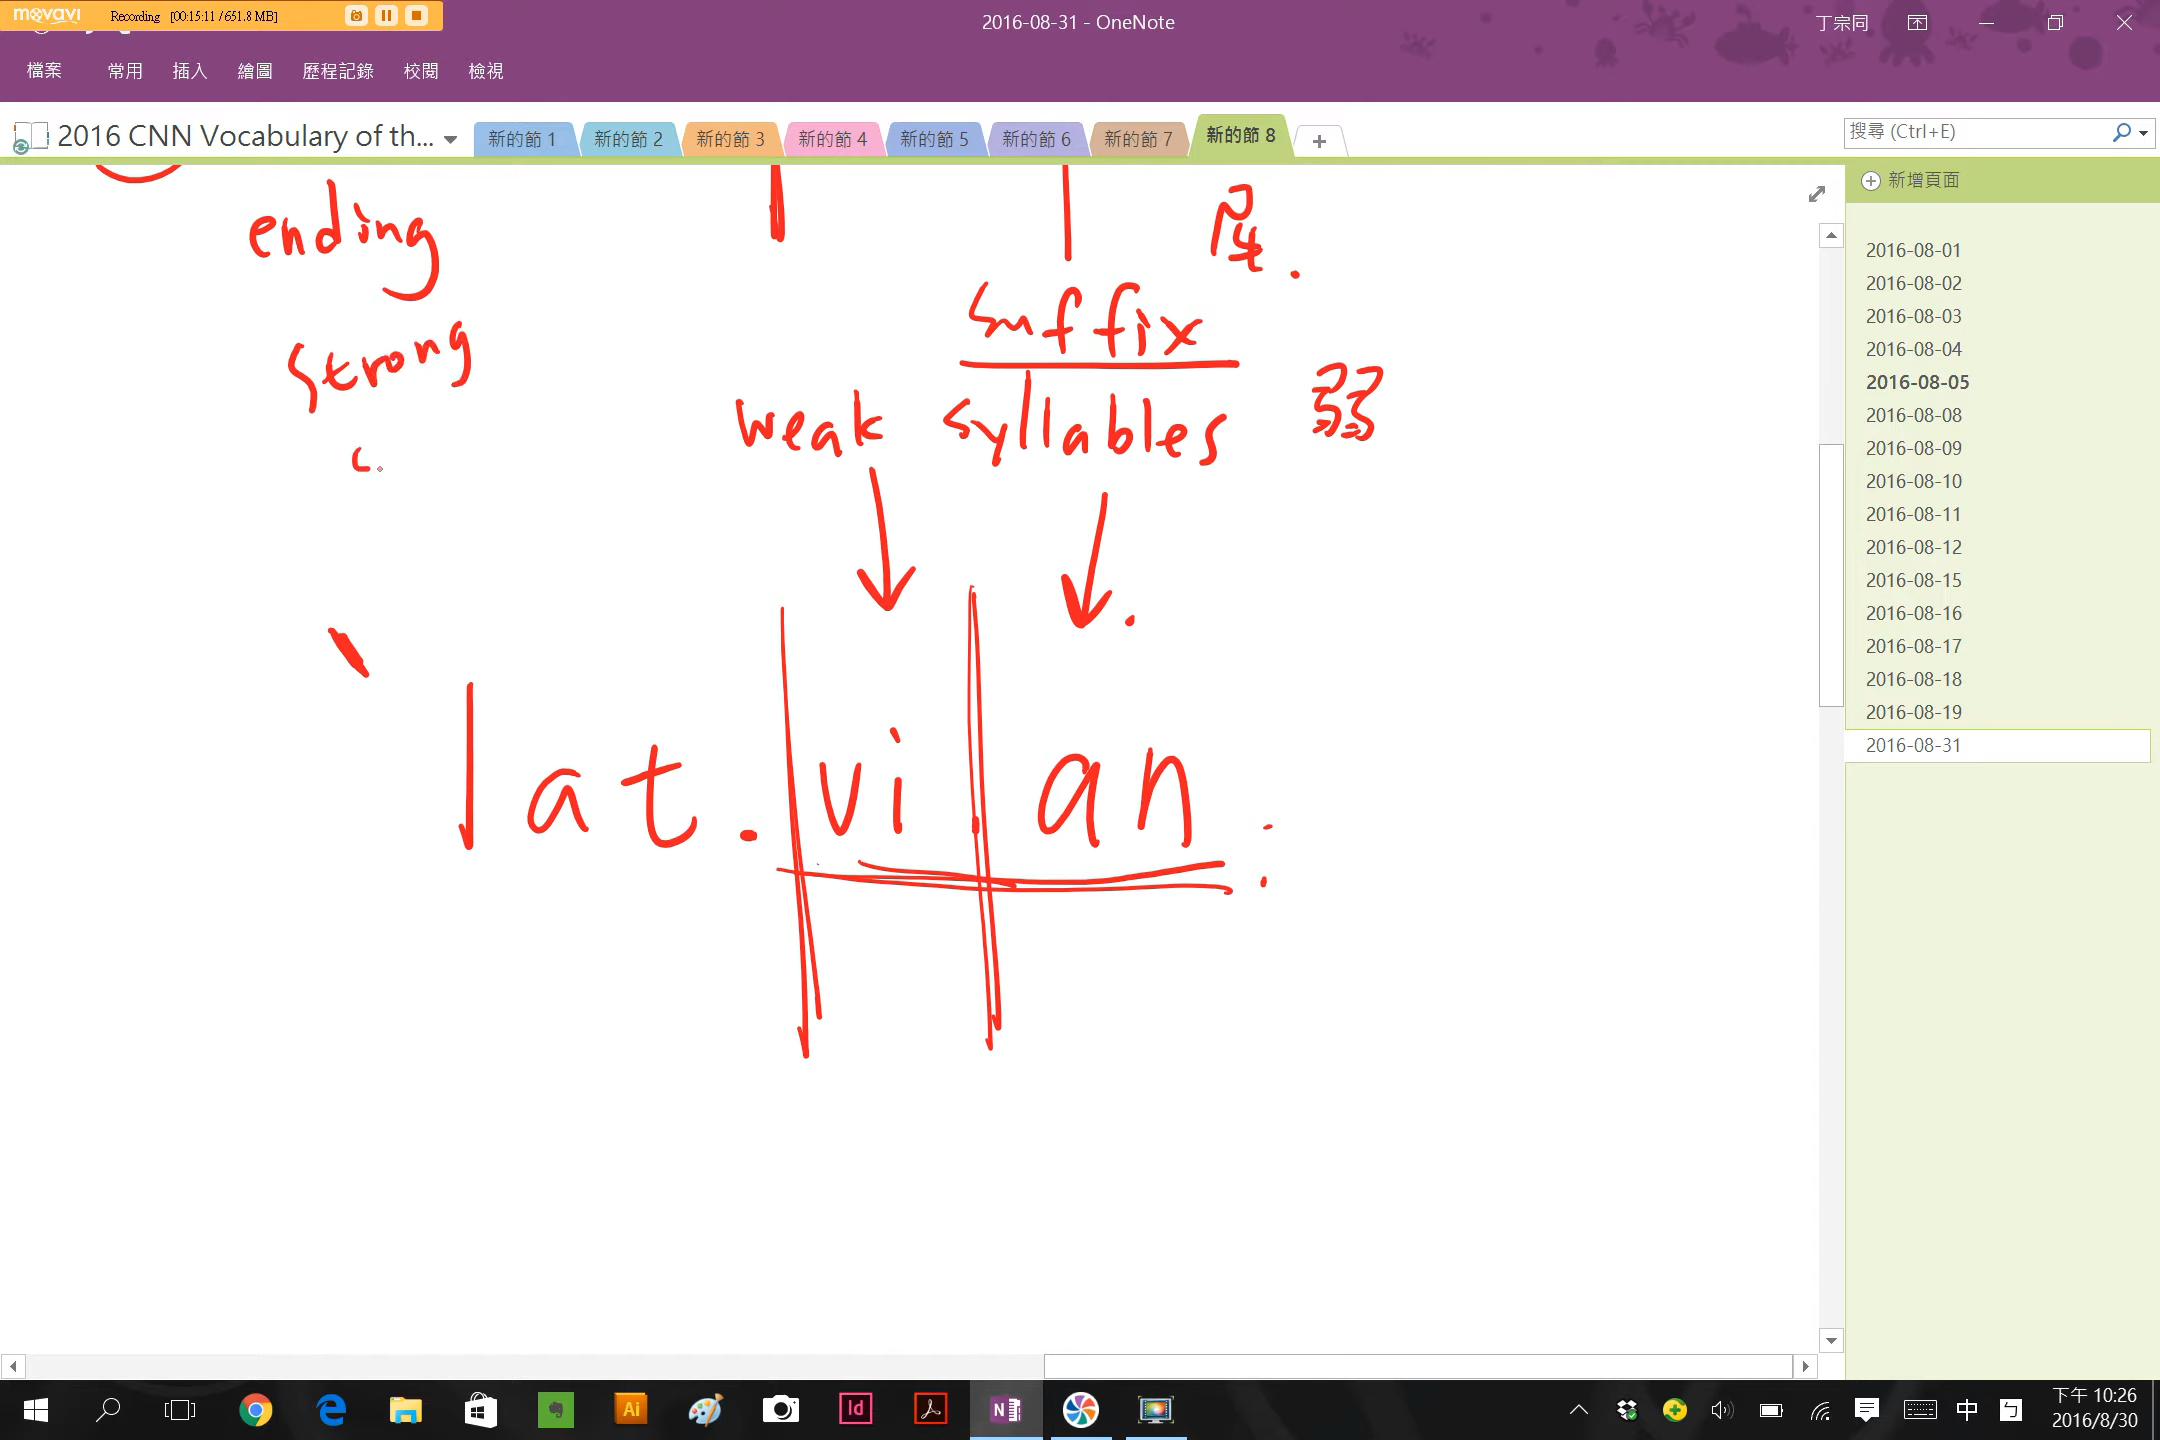 movavi Recording [00:15:11 / 651.8 MB]
2016-08-31 - OneNote
丁宗同
檔案 常用 插入 繪圖 歷程記錄 校閱 檢視
2016 CNN Vocabulary of th...
新的節 1 新的節 2 新的節 3 新的節 4 新的節 5 新的節 6 新的節 7 新的節 8 +
搜尋 (Ctrl+E)
新增頁面
2016-08-01
2016-08-02
2016-08-03
2016-08-04
2016-08-05
2016-08-08
2016-08-09
2016-08-10
2016-08-11
2016-08-12
2016-08-15
2016-08-16
2016-08-17
2016-08-18
2016-08-19
2016-08-31
ending
strong
suffix
weak syllables 弱
lat.vi.an
Ai
Id
N
中
ㄅ
下午 10:26
2016/8/30